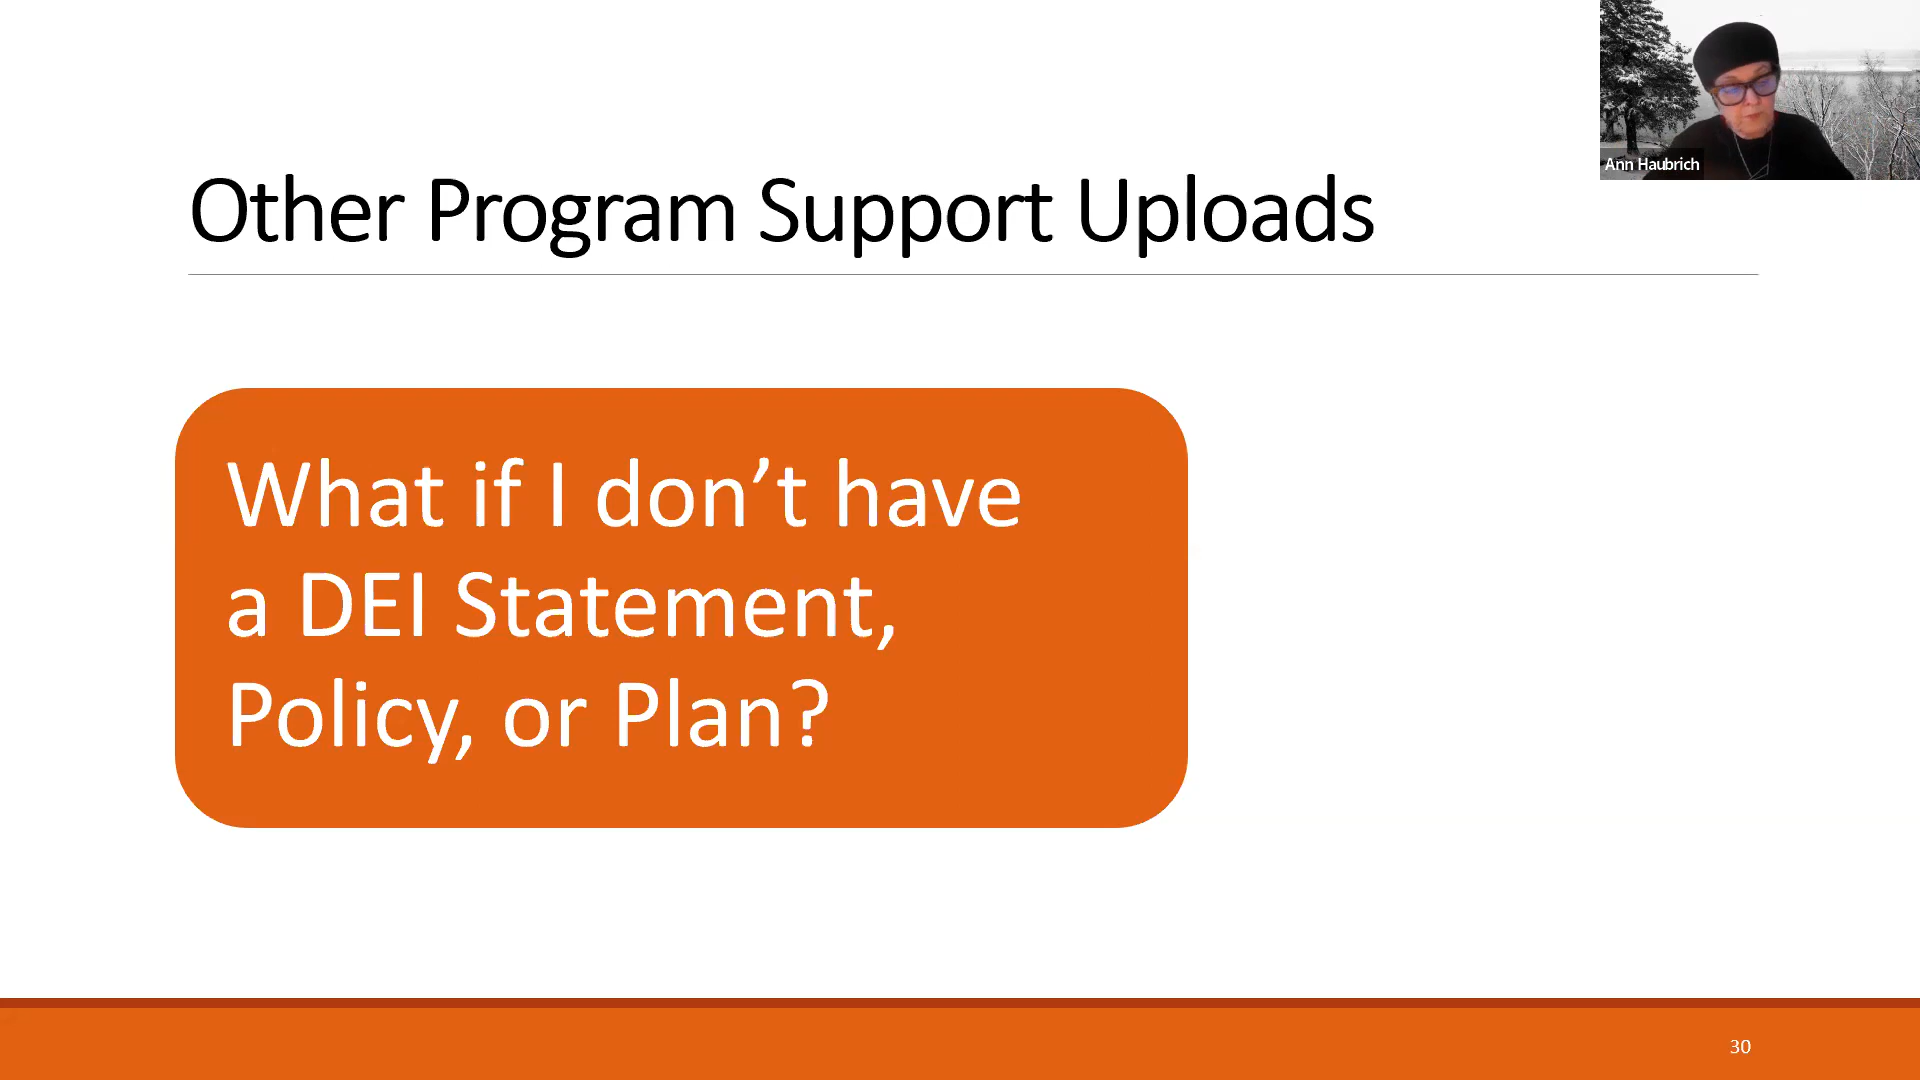 Ann Haubrich
Other Program Support Uploads
What if I don’t have
a DEI Statement,
Policy, or Plan?
30